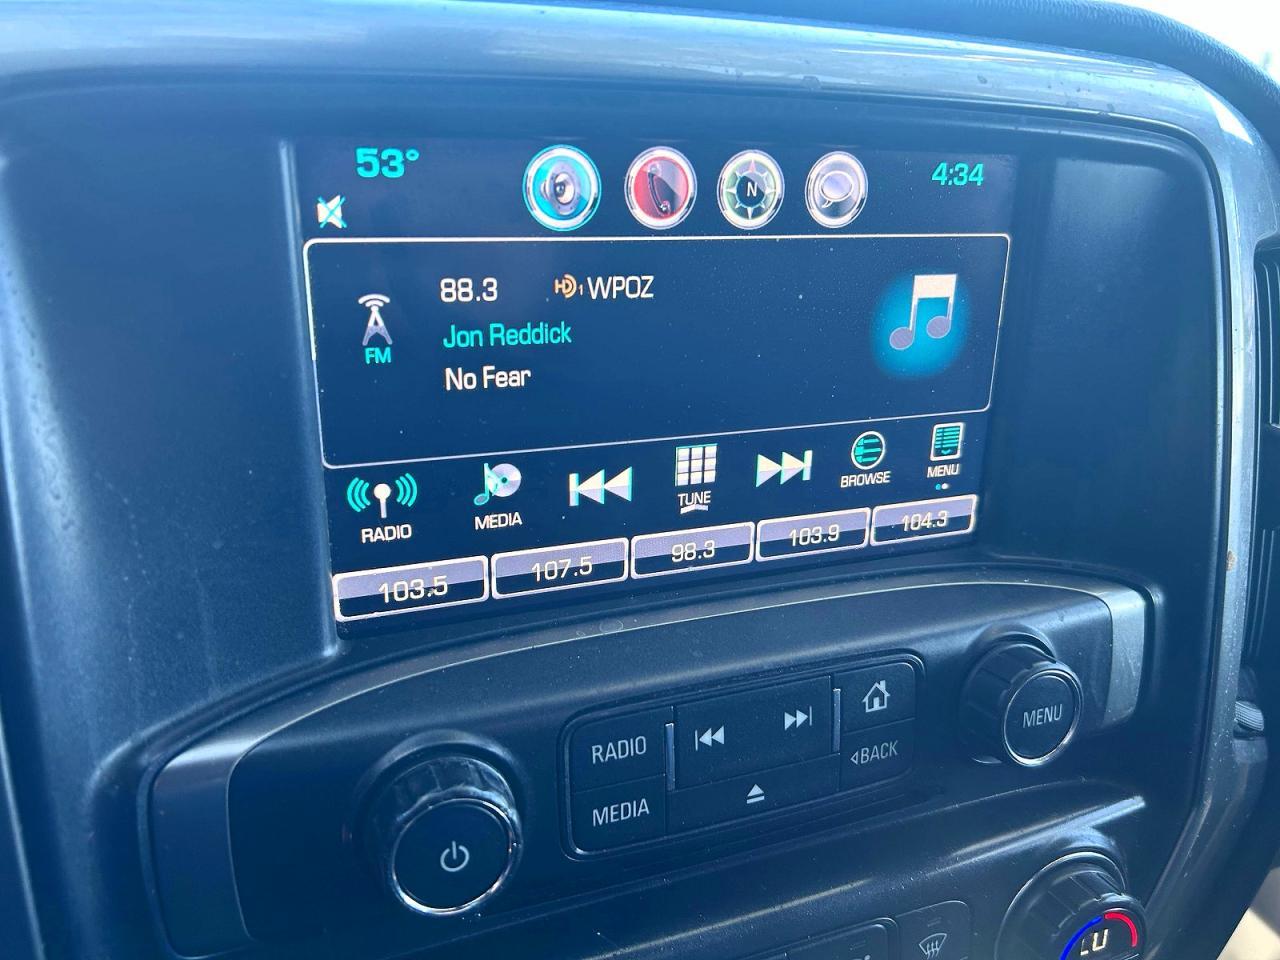 53°
N
4:34
88.3
HD1 WPOZ
Jon Reddick
FM
No Fear
RADIO
MEDIA
TUNE
BROWSE
MENU
103.5
107.5
98.3
103.9
104.3
RADIO
MEDIA
BACK
MENU